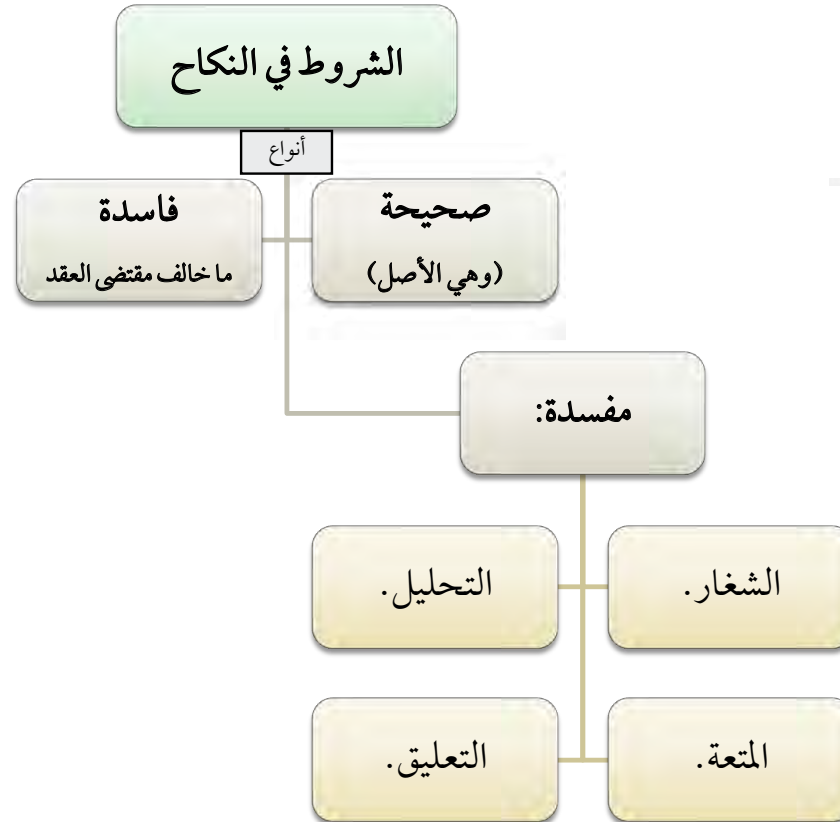 الشروط في النكاح
أنواع
صحيحة
(وهي الأصل)
فاسدة
ما خالف مقتضى العقد
مفسدة:
الشغار.
التحليل.
المتعة.
التعليق.